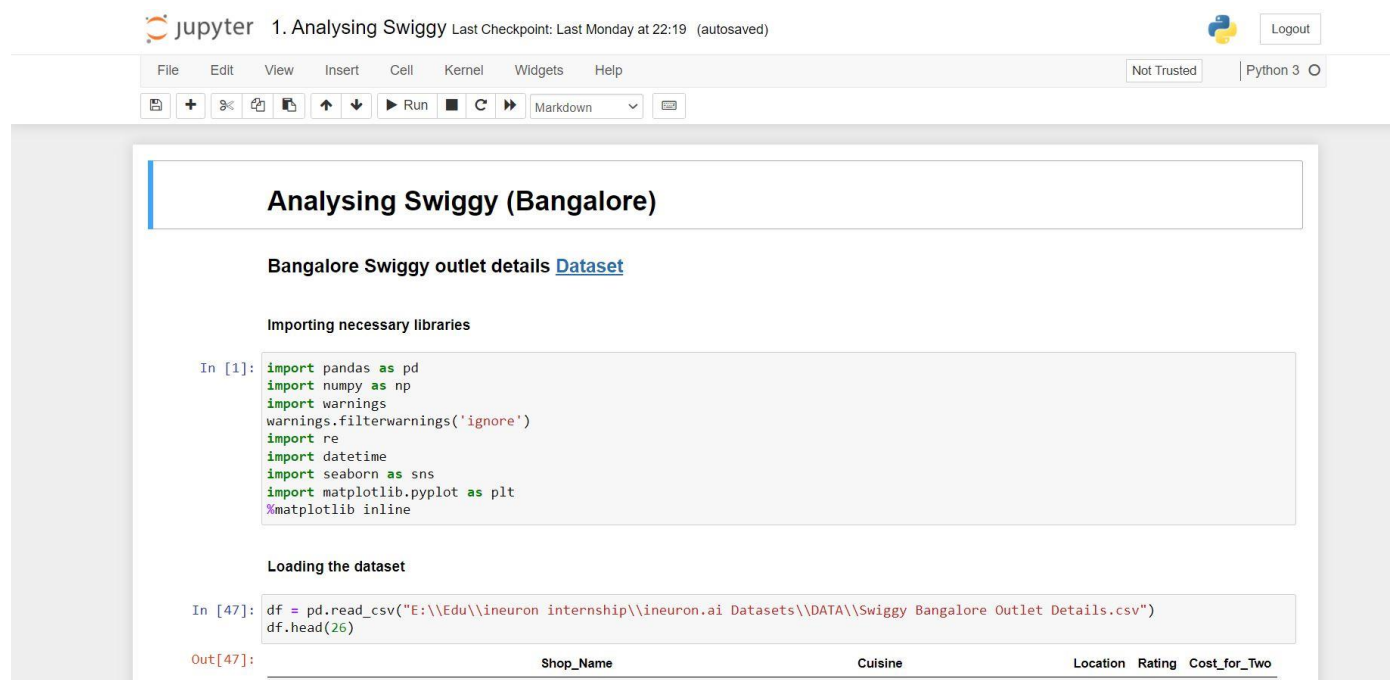 jupyter 1. Analysing Swiggy Last Checkpoint: Last Monday at 22:19 (autosaved)
Logout
File Edit View Insert Cell Kernel Widgets Help
Not Trusted
Python 3
Run
Markdown
Analysing Swiggy (Bangalore)
Bangalore Swiggy outlet details Dataset
Importing necessary libraries
In [1]: import pandas as pd
import numpy as np
import warnings
warnings.filterwarnings('ignore')
import re
import datetime
import seaborn as sns
import matplotlib.pyplot as plt
%matplotlib inline
Loading the dataset
In [47]: df = pd.read_csv("E:\\Edu\\ineuron internship\\ineuron.ai Datasets\\DATA\\Swiggy Bangalore Outlet Details.csv")
df.head(26)
Out[47]: Shop_Name Cuisine Location Rating Cost_for_Two